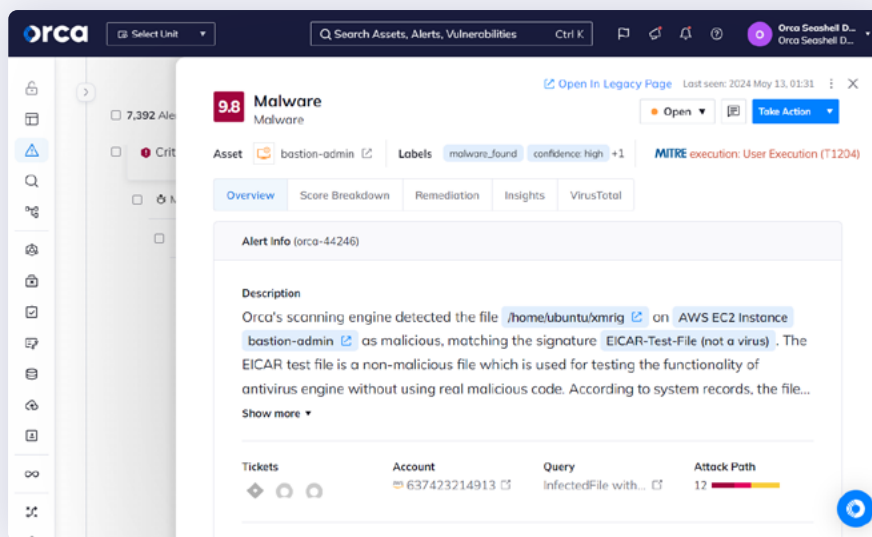 orca
Select Unit
Search Assets, Alerts, Vulnerabilities Ctrl K
Orca Seashell D...
Orca Seashell D...
Open In Legacy Page Last seen: 2024 May 13, 01:31
9.8 Malware
Malware
Open
Take Action
7,392 Ale
Crit
M
Asset bastion-admin Labels malware_found confidence: high +1 MITRE execution: User Execution (T1204)
Overview Score Breakdown Remediation Insights VirusTotal
Alert Info (orca-44246)
Description
Orca's scanning engine detected the file /home/ubuntu/xmrig on AWS EC2 Instance
bastion-admin as malicious, matching the signature EICAR-Test-File (not a virus) . The
EICAR test file is a non-malicious file which is used for testing the functionality of
antivirus engine without using real malicious code. According to system records, the file...
Show more
Tickets Account Query Attack Path
637423214913 InfectedFile with... 12